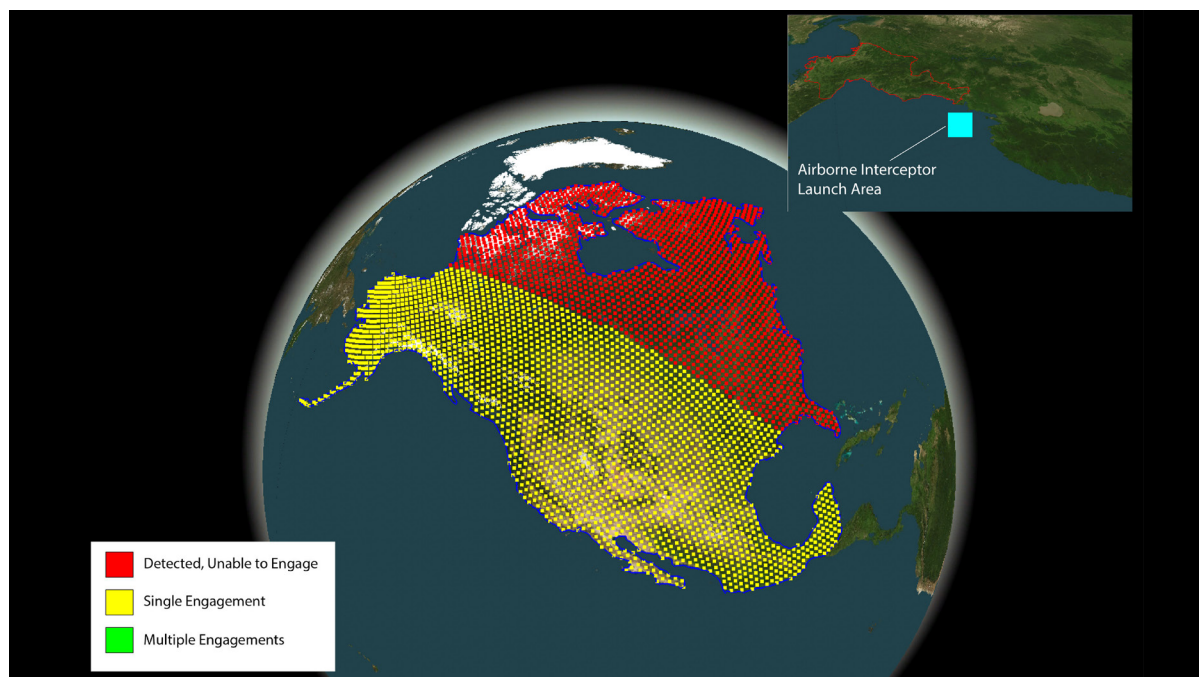 Airborne Interceptor
Launch Area
Detected, Unable to Engage
Single Engagement
Multiple Engagements